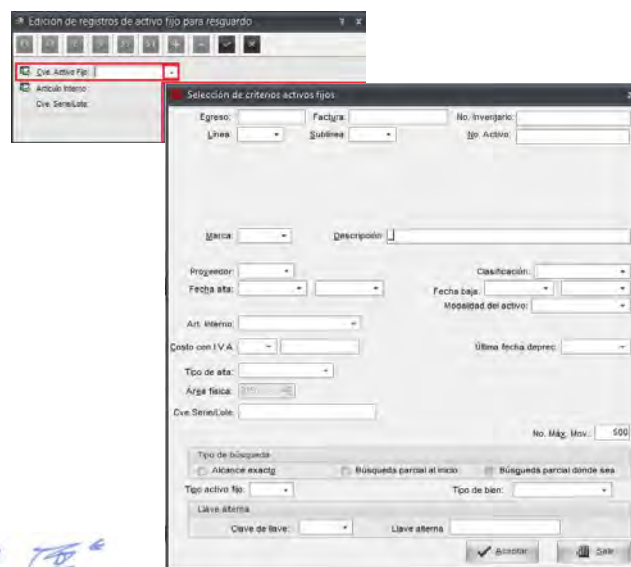 Edición de registros de activo fijo para resguardo
Cve. Activo Fijo:
Artículo Interno:
Cve. Serie/Lote:
Selección de criterios activos fijos
Egreso: Factura: No. Inventario:
Línea: Sublínea: No. Activo:
Marca: Descripción:
Proveedor: Clasificación:
Fecha alta: Fecha baja:
Modalidad del activo:
Art. Interno:
Costo con I.V.A. Última fecha deprec:
Tipo de alta:
Área física:
Cve.Serie/Lote:
No. Máx. Mov.: 500
Tipo de búsqueda
Alcance exacto Búsqueda parcial al inicio Búsqueda parcial donde sea
Tipo activo fijo: Tipo de bien:
Llave alterna
Clave de llave: Llave alterna
Aceptar Salir